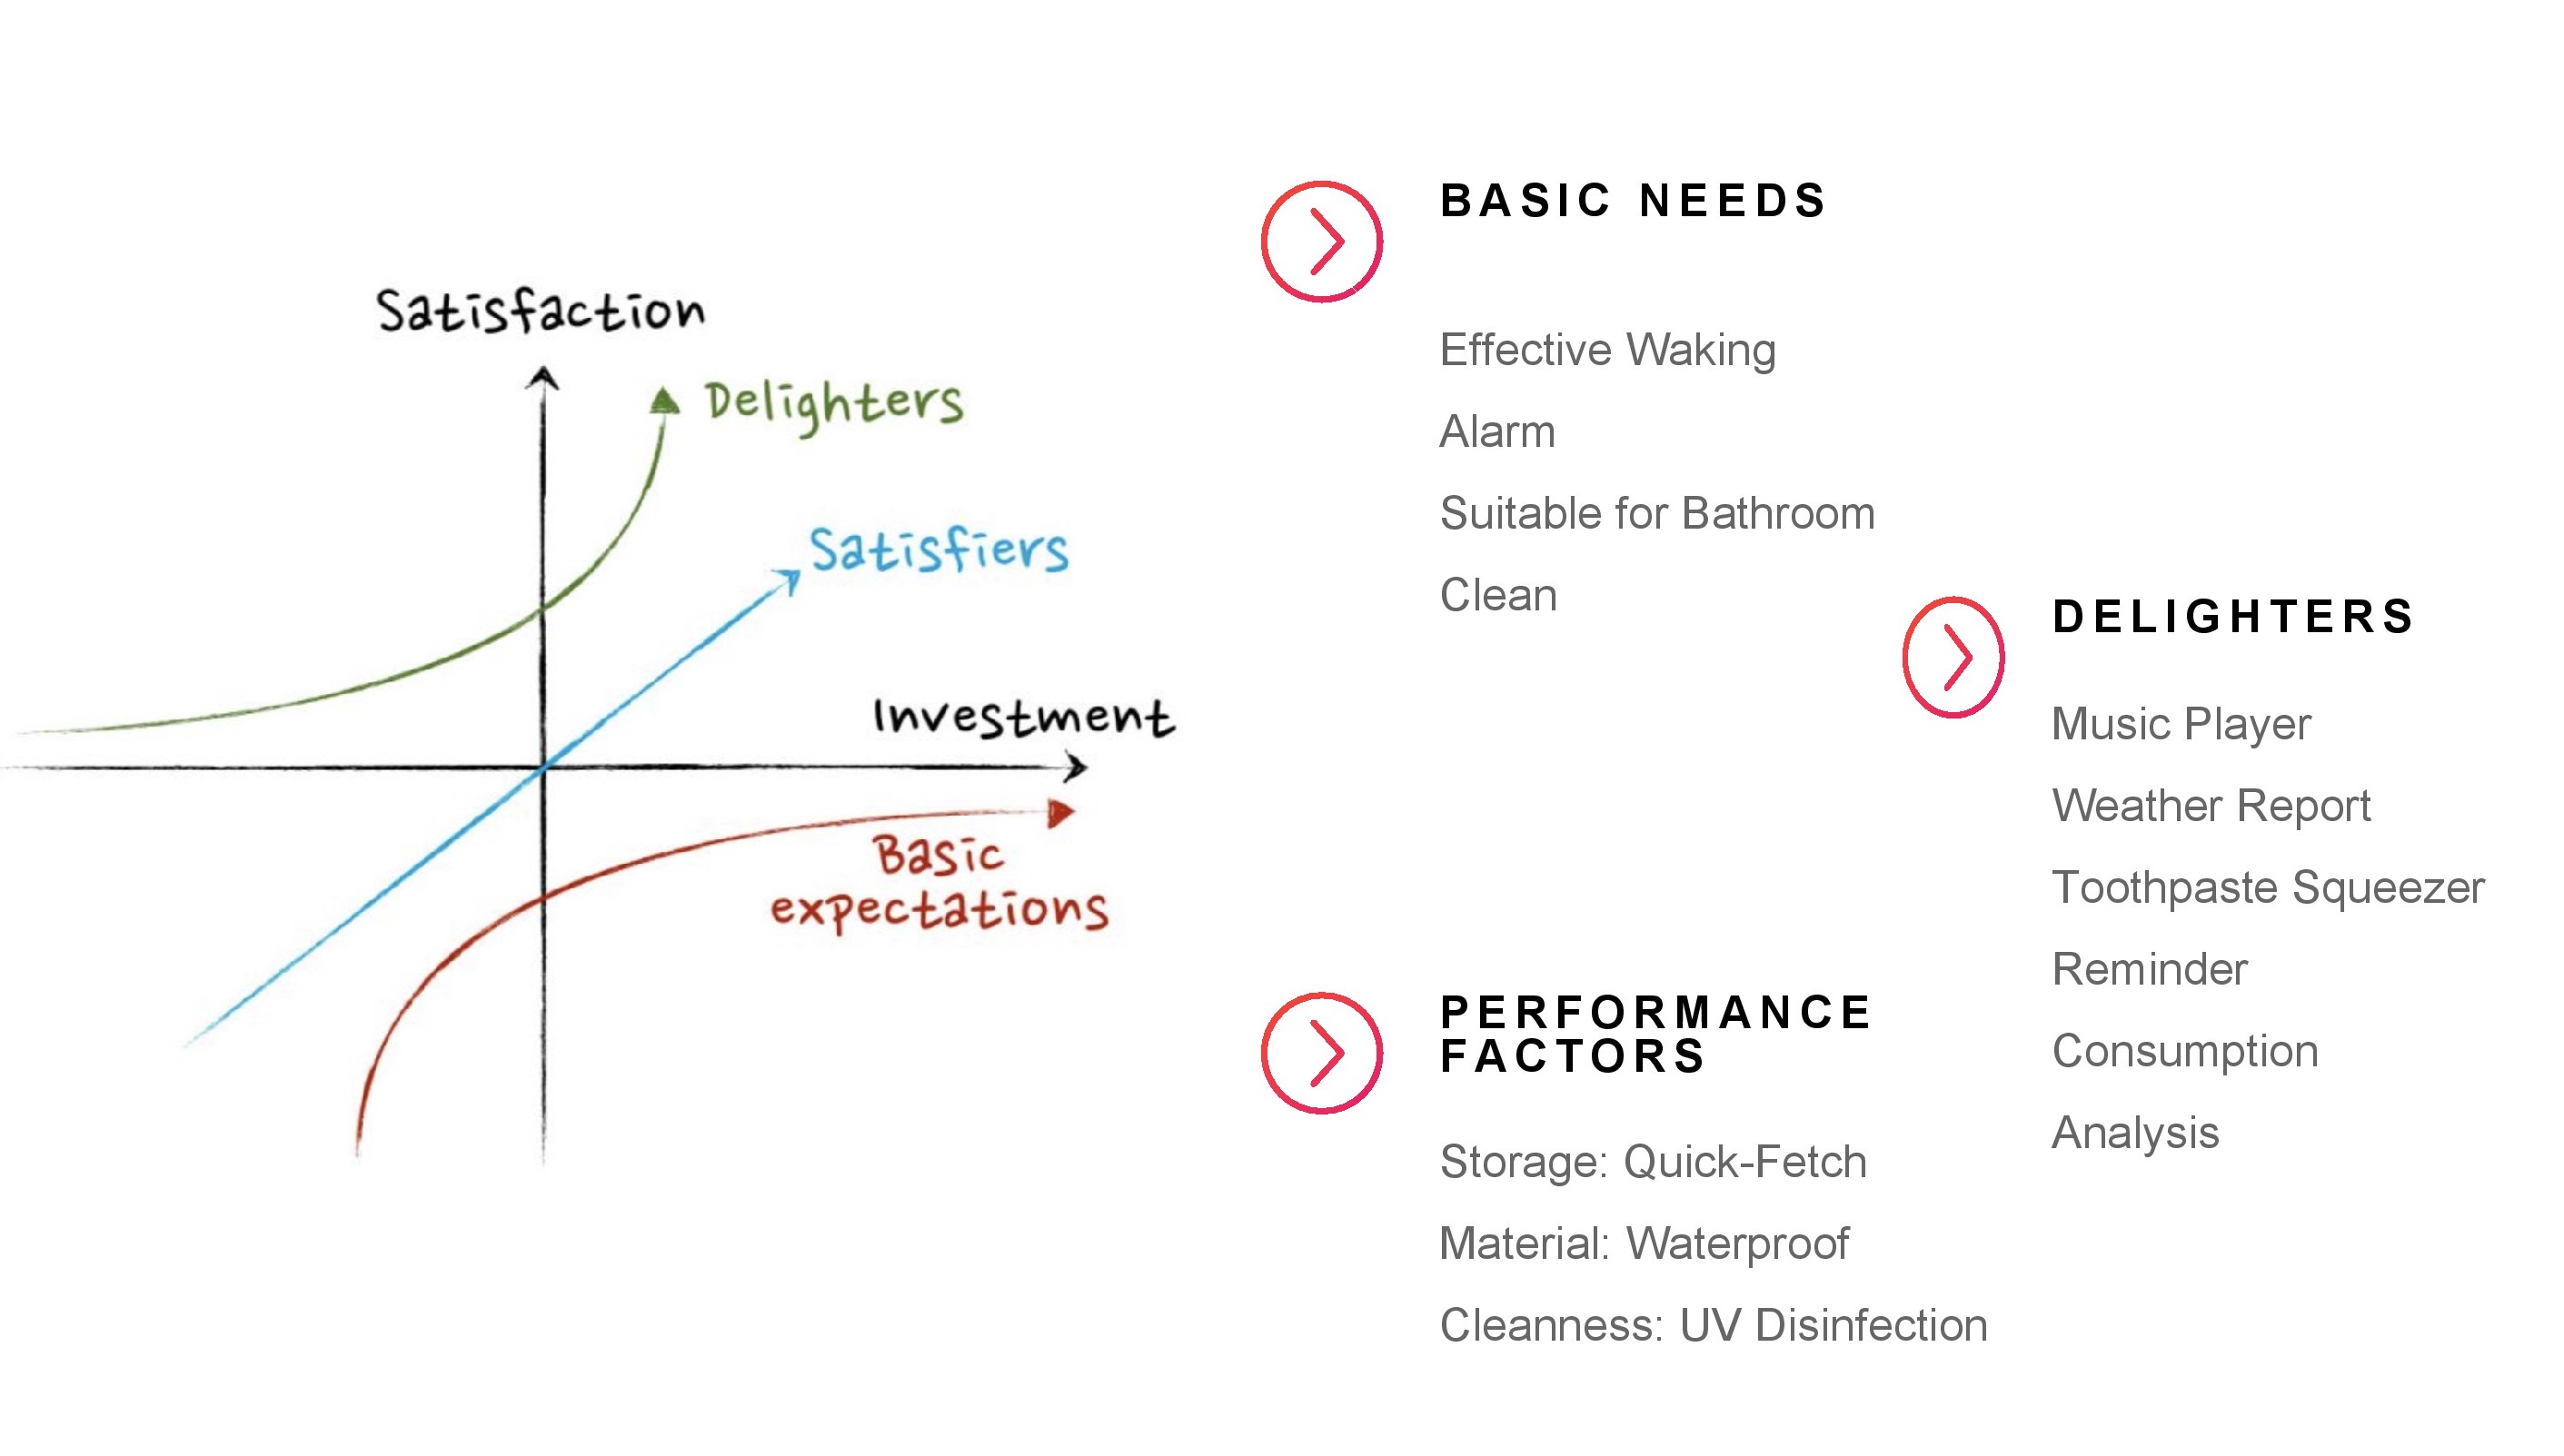 Satisfaction
Delighters
Satisfiers
Investment
Basic
expectations
BASIC NEEDS
Effective Waking
Alarm
Suitable for Bathroom
Clean
DELIGHTERS
Music Player
Weather Report
Toothpaste Squeezer
Reminder
Consumption
Analysis
PERFORMANCE
FACTORS
Storage: Quick-Fetch
Material: Waterproof
Cleanness: UV Disinfection